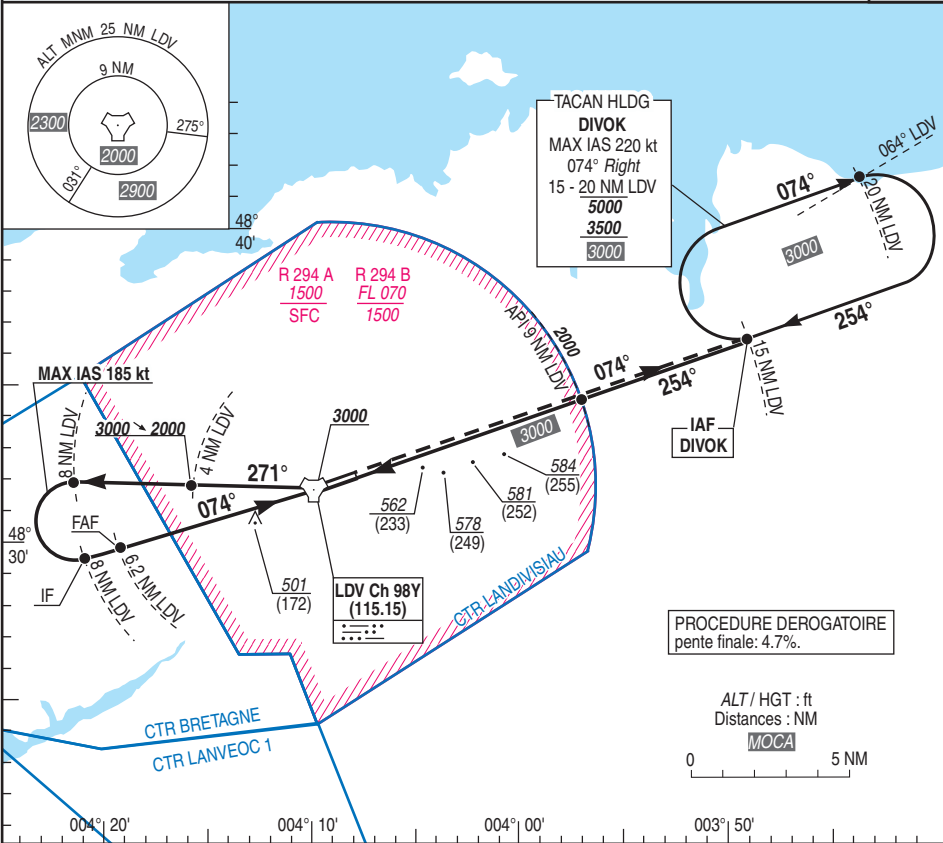 ALT MNM 25 NM LDV
9 NM
2300
275°
2000
031°
2900
TACAN HLDG
DIVOK
MAX IAS 220 kt
074° Right
15 - 20 NM LDV
5000
3500
3000
064° LDV
074°
20 NM LDV
3000
254°
48°
40'
R 294 A
1500
SFC
R 294 B
FL 070
1500
API 9 NM LDV
2000
074°
254°
15 NM LDV
IAF
DIVOK
MAX IAS 185 kt
8 NM LDV
3000 ➘ 2000
4 NM LDV
3000
3000
271°
074°
FAF
48°
30'
IF
8 NM LDV
6.2 NM LDV
501
(172)
562
(233)
578
(249)
581
(252)
584
(255)
LDV Ch 98Y
(115.15)
CTR LANDIVISIAU
PROCEDURE DEROGATOIRE
pente finale: 4.7%.
ALT / HGT : ft
Distances : NM
MOCA
0 5 NM
CTR BRETAGNE
CTR LANVEOC 1
004° 20' 004° 10' 004° 00' 003° 50'